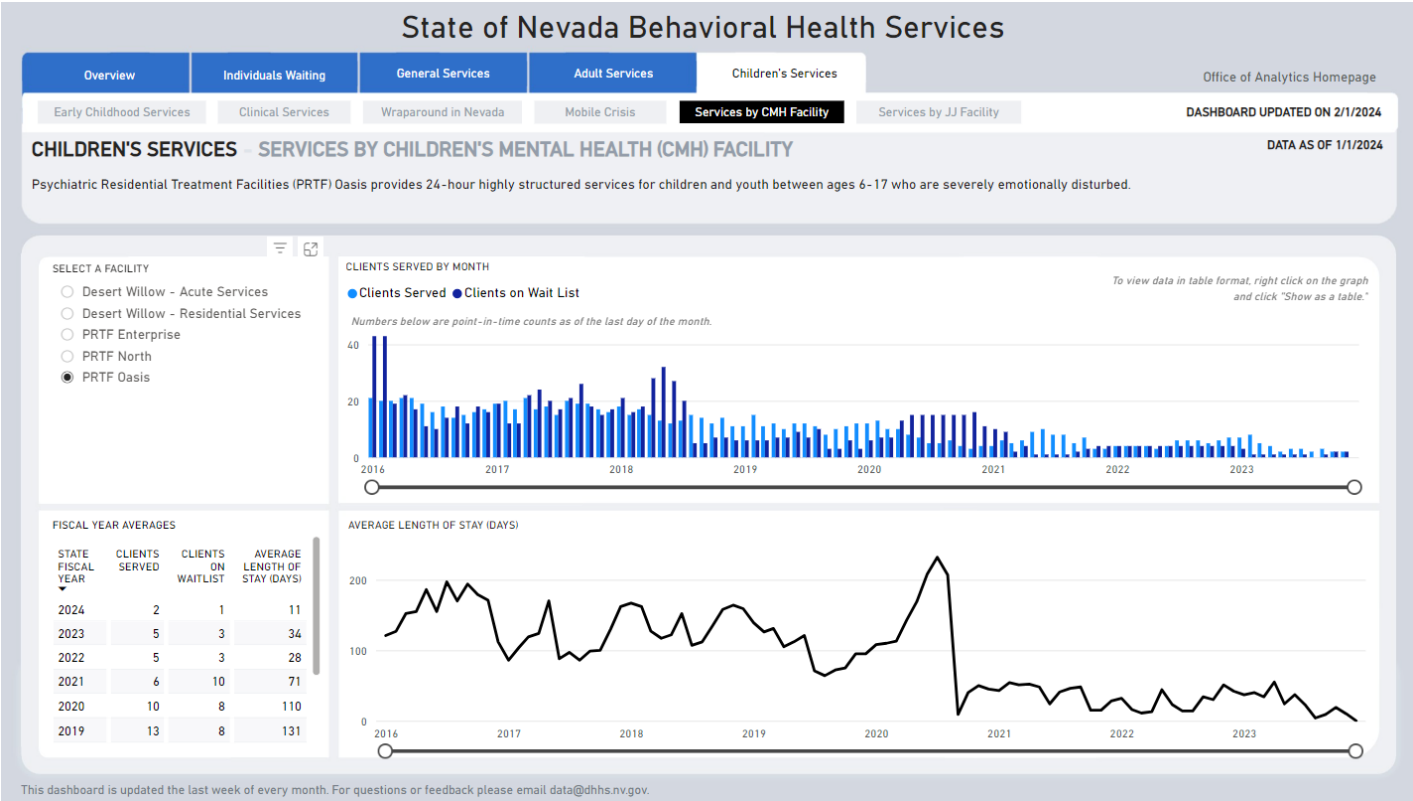 State of Nevada Behavioral Health Services
Overview
Individuals Waiting
General Services
Adult Services
Children's Services
Office of Analytics Homepage
Early Childhood Services
Clinical Services
Wraparound in Nevada
Mobile Crisis
Services by CMH Facility
Services by JJ Facility
DASHBOARD UPDATED ON 2/1/2024
CHILDREN'S SERVICES - SERVICES BY CHILDREN'S MENTAL HEALTH (CMH) FACILITY
DATA AS OF 1/1/2024
Psychiatric Residential Treatment Facilities (PRTF) Oasis provides 24-hour highly structured services for children and youth between ages 6-17 who are severely emotionally disturbed.
SELECT A FACILITY
Desert Willow - Acute Services
Desert Willow - Residential Services
PRTF Enterprise
PRTF North
PRTF Oasis
CLIENTS SERVED BY MONTH
Clients Served Clients on Wait List
To view data in table format, right click on the graph
and click "Show as a table."
Numbers below are point-in-time counts as of the last day of the month.
40
20
0
2016 2017 2018 2019 2020 2021 2022 2023
FISCAL YEAR AVERAGES
STATE FISCAL YEAR CLIENTS SERVED CLIENTS ON WAITLIST AVERAGE LENGTH OF STAY (DAYS)
2024 2 1 11
2023 5 3 34
2022 5 3 28
2021 6 10 71
2020 10 8 110
2019 13 8 131
AVERAGE LENGTH OF STAY (DAYS)
200
100
0
2016 2017 2018 2019 2020 2021 2022 2023
This dashboard is updated the last week of every month. For questions or feedback please email data@dhhs.nv.gov.